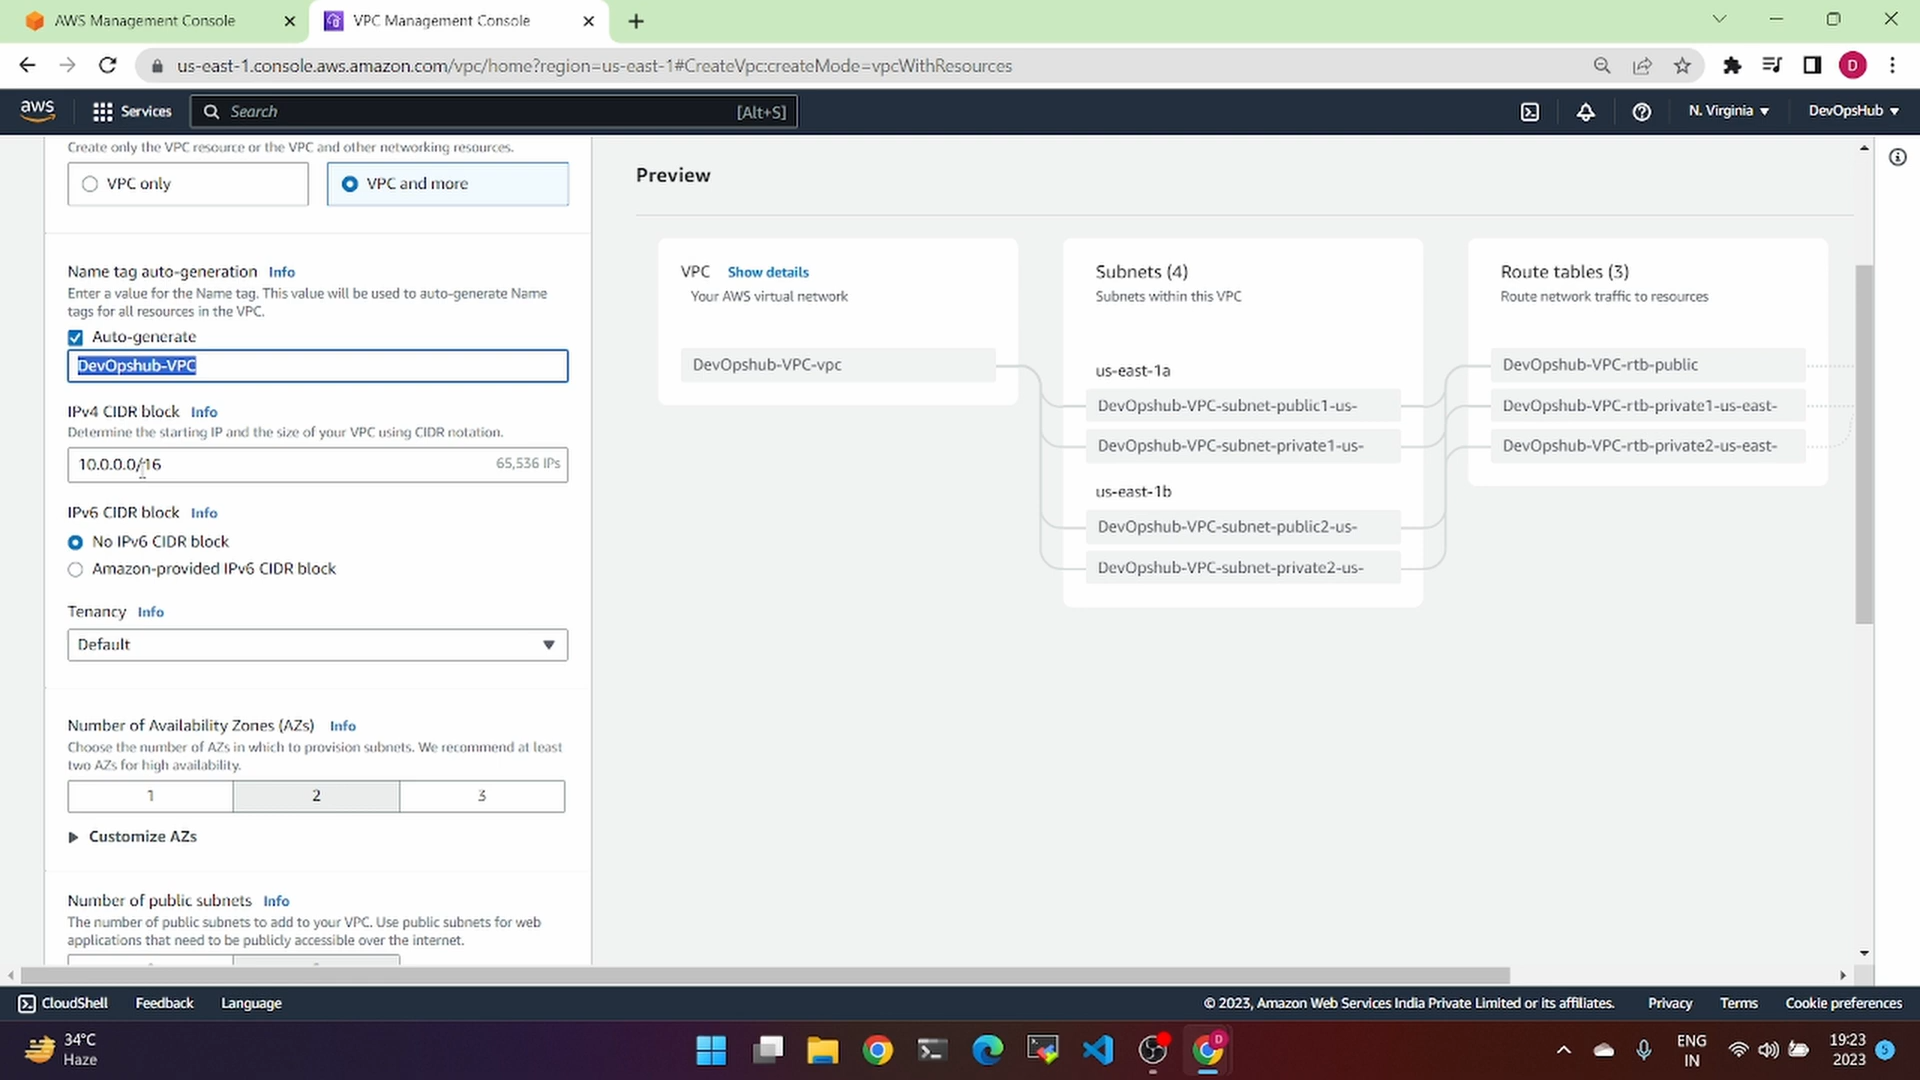 AWS Management Console
VPC Management Console
us-east-1.console.aws.amazon.com/vpc/home?region=us-east-1#CreateVpc:createMode=vpcWithResources
D
aws
Services
Search
[Alt+S]
N. Virginia
DevOpsHub
Create only the VPC resource or the VPC and other networking resources.
VPC only
VPC and more
Name tag auto-generation Info
Enter a value for the Name tag. This value will be used to auto-generate Name
tags for all resources in the VPC.
Auto-generate
DevOpshub-VPC
IPv4 CIDR block Info
Determine the starting IP and the size of your VPC using CIDR notation.
10.0.0.0/16
65,536 IPs
IPv6 CIDR block Info
No IPv6 CIDR block
Amazon-provided IPv6 CIDR block
Tenancy Info
Default
Number of Availability Zones (AZs) Info
Choose the number of AZs in which to provision subnets. We recommend at least
two AZs for high availability.
1
2
3
Customize AZs
Number of public subnets Info
The number of public subnets to add to your VPC. Use public subnets for web
applications that need to be publicly accessible over the internet.
Preview
VPC Show details
Your AWS virtual network
DevOpshub-VPC-vpc
Subnets (4)
Subnets within this VPC
us-east-1a
DevOpshub-VPC-subnet-public1-us-
DevOpshub-VPC-subnet-private1-us-
us-east-1b
DevOpshub-VPC-subnet-public2-us-
DevOpshub-VPC-subnet-private2-us-
Route tables (3)
Route network traffic to resources
DevOpshub-VPC-rtb-public
DevOpshub-VPC-rtb-private1-us-east-
DevOpshub-VPC-rtb-private2-us-east-
CloudShell
Feedback
Language
© 2023, Amazon Web Services India Private Limited or its affiliates.
Privacy
Terms
Cookie preferences
34°C
Haze
D
ENG
IN
19:23
2023
5